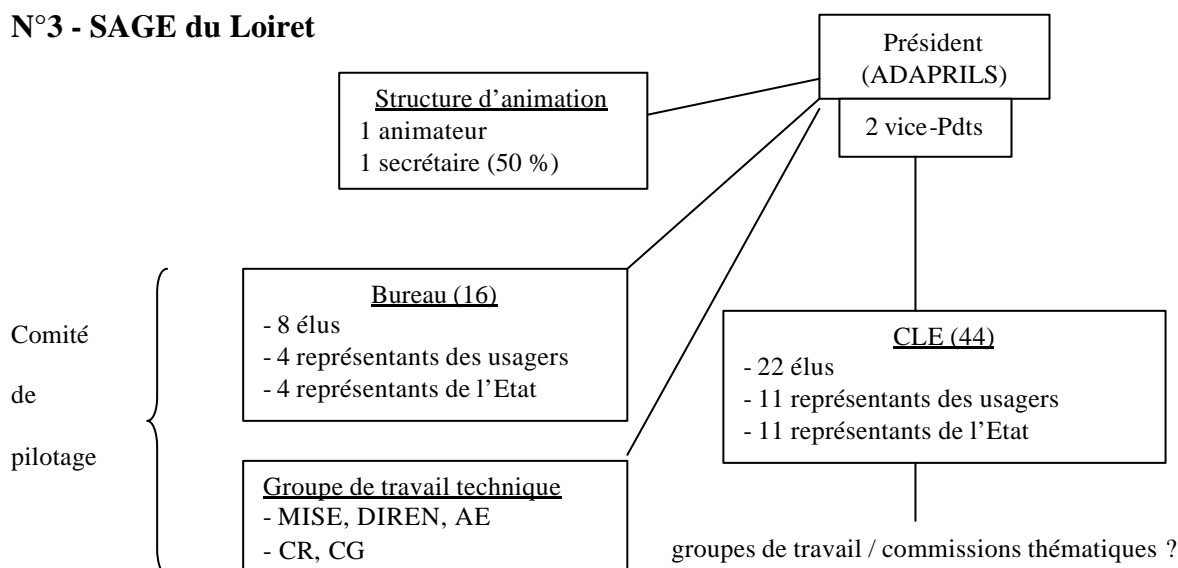 N°3 - SAGE du Loiret
Président
(ADAPRILS)
2 vice-Pdts
Structure d’animation
1 animateur
1 secrétaire (50 %)
Comité
de
pilotage
Bureau (16)
- 8 élus
- 4 représentants des usagers
- 4 représentants de l’Etat
CLE (44)
- 22 élus
- 11 représentants des usagers
- 11 représentants de l’Etat
Groupe de travail technique
- MISE, DIREN, AE
- CR, CG
groupes de travail / commissions thématiques ?